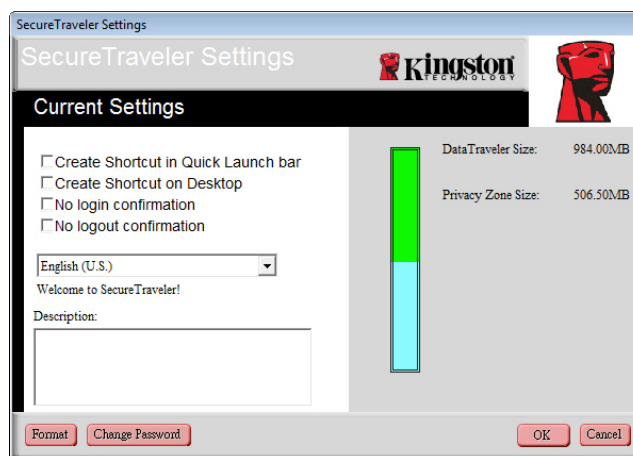 SecureTraveler Settings
SecureTraveler Settings
Kingston
TECHNOLOGY
Current Settings
Create Shortcut in Quick Launch bar
Create Shortcut on Desktop
No login confirmation
No logout confirmation
English (U.S.)
Welcome to SecureTraveler!
Description:
DataTraveler Size: 984.00MB
Privacy Zone Size: 506.50MB
Format Change Password OK Cancel